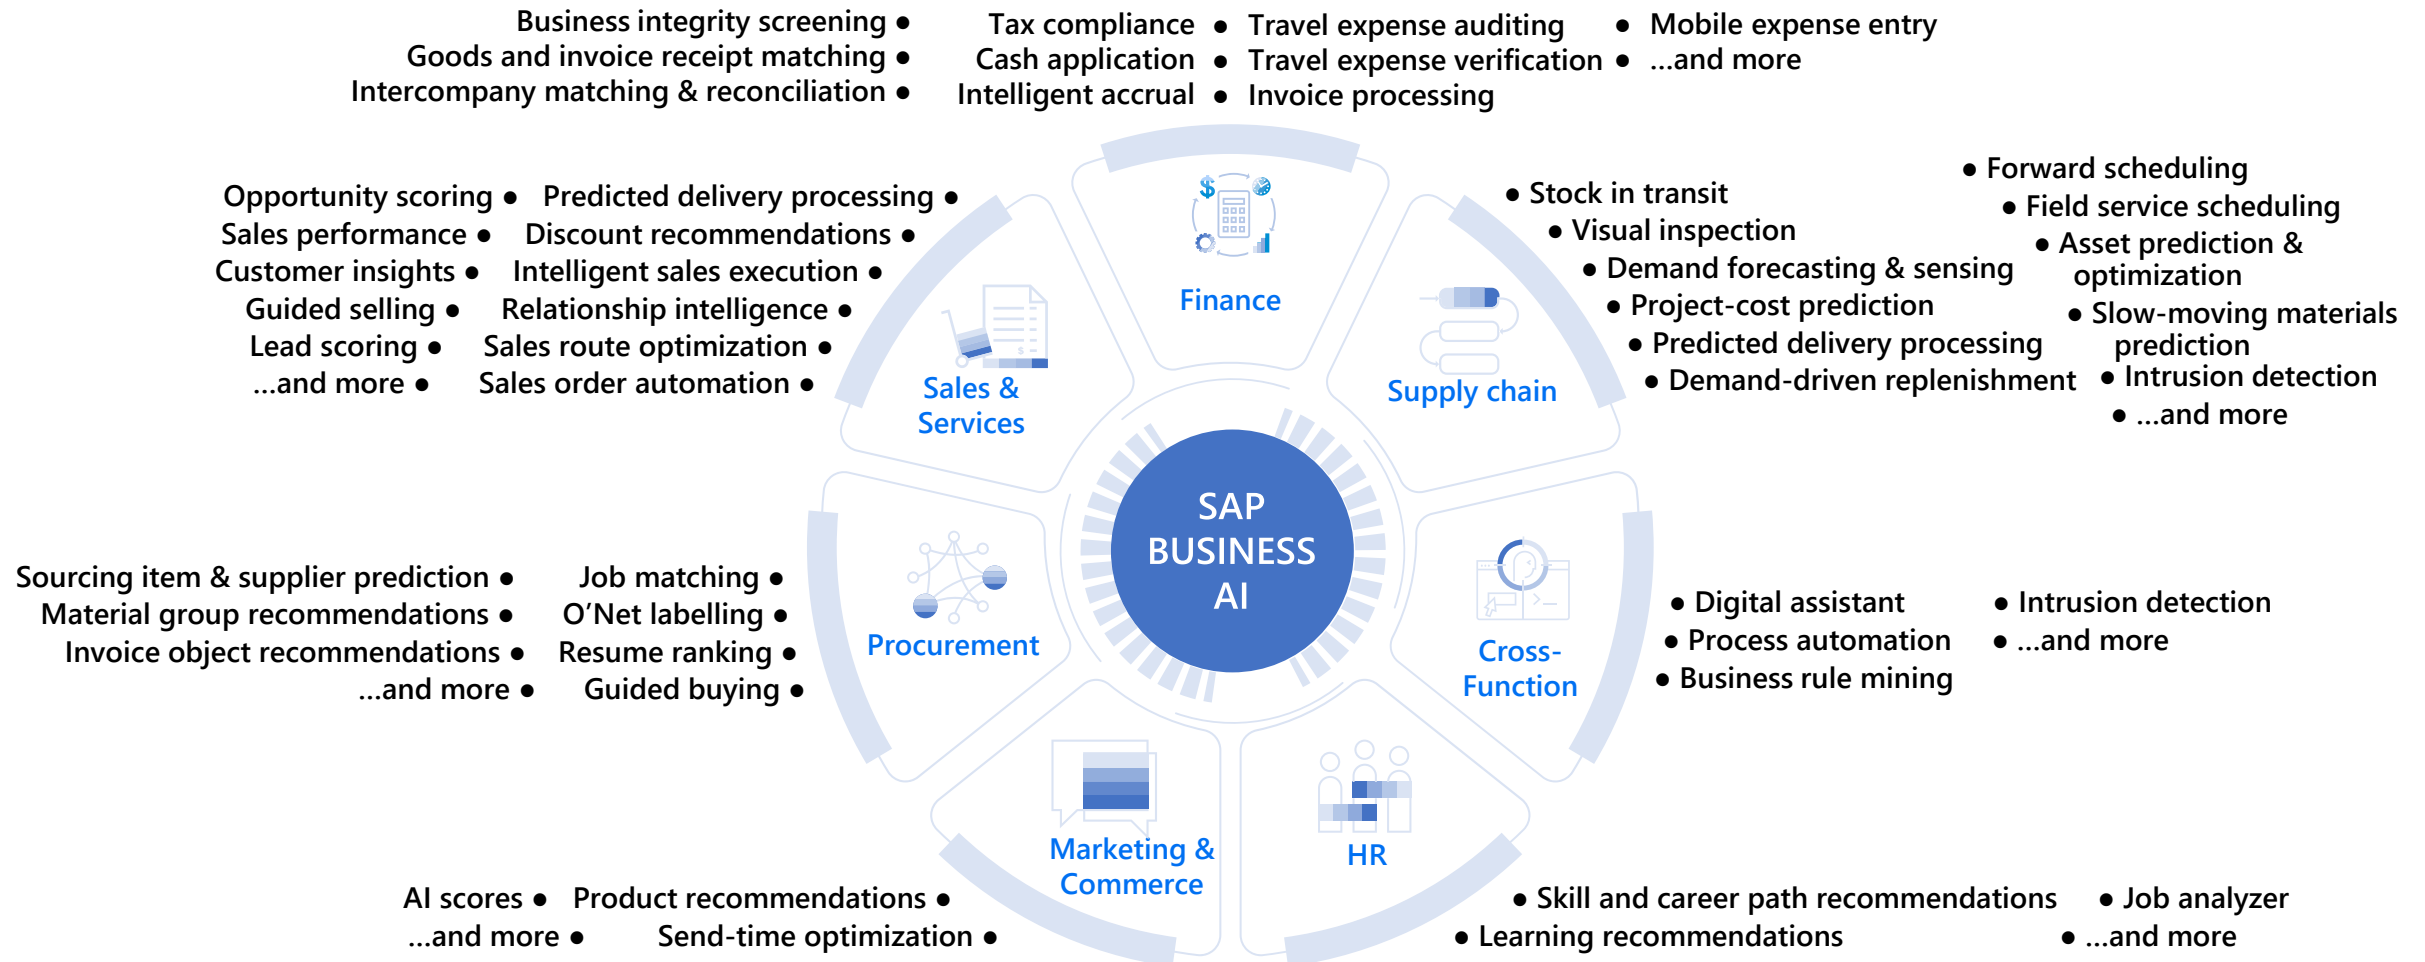 Business integrity screening ●
Goods and invoice receipt matching ●
Intercompany matching & reconciliation ●
Tax compliance ● Travel expense auditing
Cash application ● Travel expense verification
Intelligent accrual ● Invoice processing
● Mobile expense entry
● ...and more
Finance
Opportunity scoring ●
Sales performance ●
Customer insights ●
Guided selling ●
Lead scoring ●
...and more ●
Predicted delivery processing ●
Discount recommendations ●
Intelligent sales execution ●
Relationship intelligence ●
Sales route optimization ●
Sales order automation ●
Sales &
Services
● Stock in transit
● Visual inspection
● Demand forecasting & sensing
● Project-cost prediction
● Predicted delivery processing
● Demand-driven replenishment
● Forward scheduling
● Field service scheduling
● Asset prediction &
optimization
● Slow-moving materials
prediction
● Intrusion detection
● ...and more
Supply chain
SAP
BUSINESS
AI
Sourcing item & supplier prediction ●
Material group recommendations ●
Invoice object recommendations ●
...and more ●
Job matching ●
O’Net labelling ●
Resume ranking ●
Guided buying ●
Procurement
Cross-
Function
● Digital assistant
● Process automation
● Business rule mining
● Intrusion detection
● ...and more
Marketing &
Commerce
AI scores ●
...and more ●
Product recommendations ●
Send-time optimization ●
HR
● Skill and career path recommendations
● Learning recommendations
● Job analyzer
● ...and more